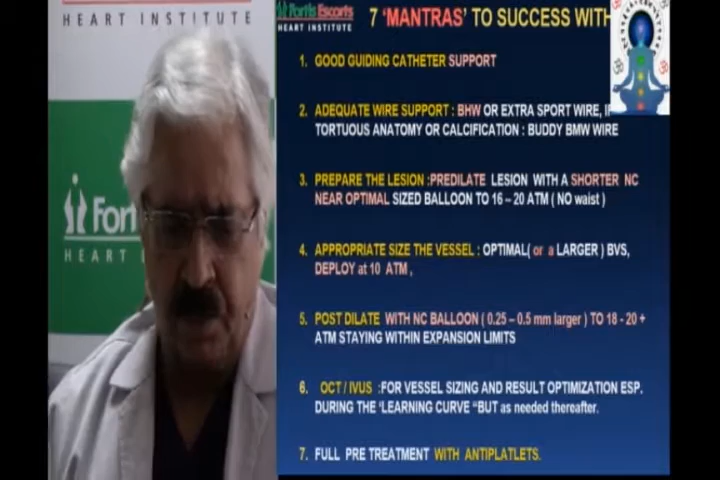 HEART INSTITUTE
Fort
HEART I
Fortis Escorts
HEART INSTITUTE
7 ‘MANTRAS’ TO SUCCESS WITH
1. GOOD GUIDING CATHETER SUPPORT
2. ADEQUATE WIRE SUPPORT : BHW OR EXTRA SPORT WIRE, IF
TORTUOUS ANATOMY OR CALCIFICATION : BUDDY BMW WIRE
3. PREPARE THE LESION :PREDILATE LESION WITH A SHORTER NC
NEAR OPTIMAL SIZED BALLOON TO 16 – 20 ATM ( NO waist )
4. APPROPRIATE SIZE THE VESSEL : OPTIMAL( or a LARGER ) BVS,
DEPLOY at 10 ATM ,
5. POST DILATE WITH NC BALLOON ( 0.25 – 0.5 mm larger ) TO 18 - 20 +
ATM STAYING WITHIN EXPANSION LIMITS
6. OCT / IVUS :FOR VESSEL SIZING AND RESULT OPTIMIZATION ESP.
DURING THE ‘LEARNING CURVE “BUT as needed thereafter.
7. FULL PRE TREATMENT WITH ANTIPLATLETS.